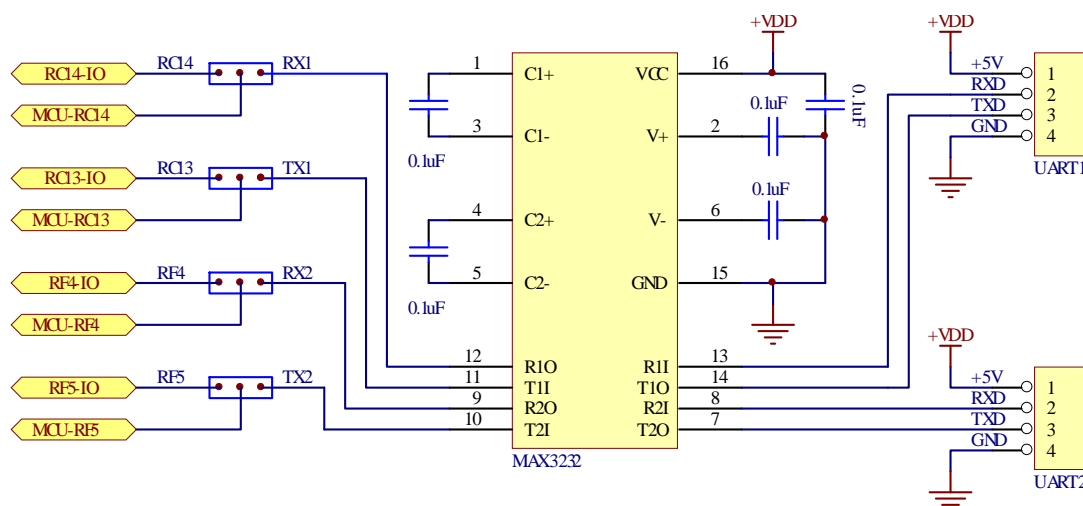 +VDD
+VDD
RC14-IO RC14 RX1
MCU-RC14
1 C1+ VCC 16
0.1uF
0.1uF
+5V 1
RXD 2
TXD 3
GND 4
UART1
3 C1- V+ 2
0.1uF
RC13-IO RC13 TX1
MCU-RC13
0.1uF
4 C2+ V- 6
RF4-IO RF4 RX2
MCU-RF4
5 C2- GND 15
0.1uF
+VDD
12 R1O R1I 13
11 T1I T1O 14
9 R2O R2I 8
10 T2I T2O 7
MAX3232
RF5-IO RF5 TX2
MCU-RF5
+5V 1
RXD 2
TXD 3
GND 4
UART2